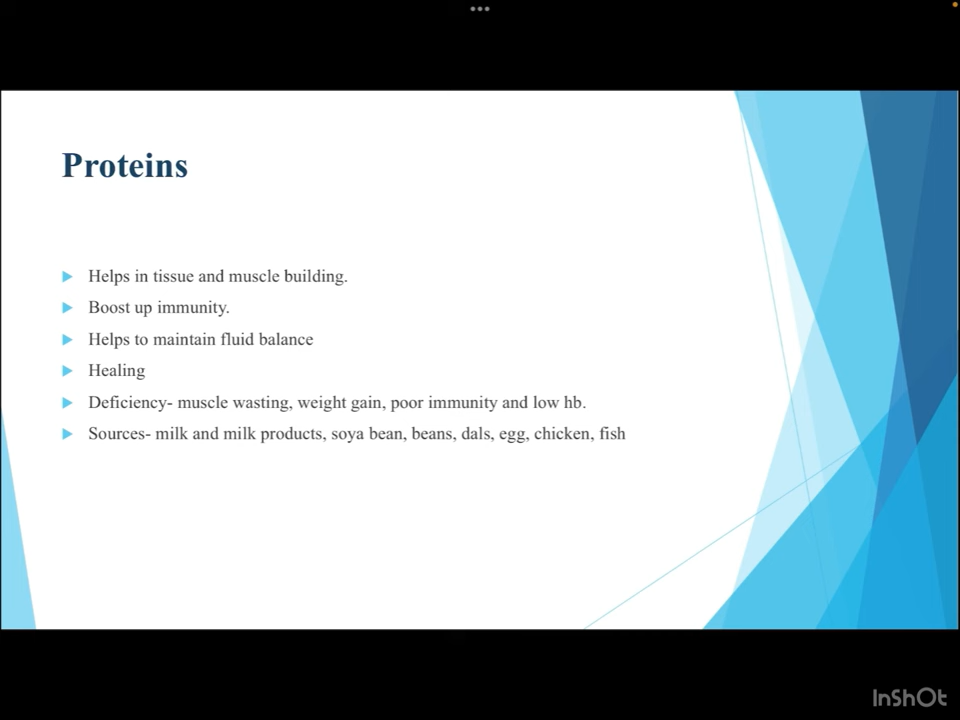 Proteins
Helps in tissue and muscle building.
Boost up immunity.
Helps to maintain fluid balance
Healing
Deficiency- muscle wasting, weight gain, poor immunity and low hb.
Sources- milk and milk products, soya bean, beans, dals, egg, chicken, fish
InShOt